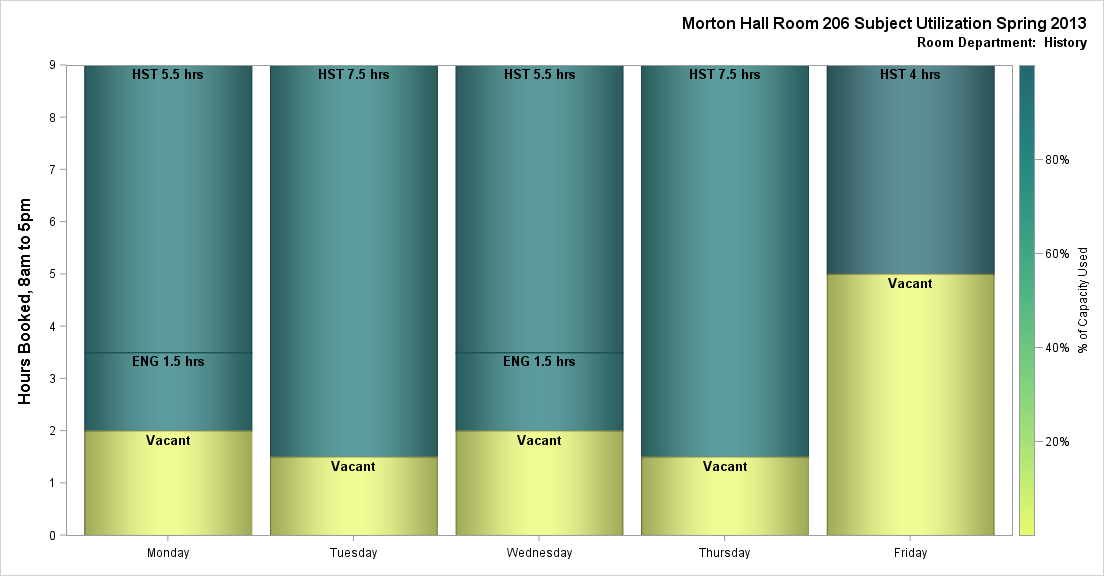 Morton Hall Room 206 Subject Utilization Spring 2013
Room Department:  History
Hours Booked, 8am to 5pm
9
8
7
6
5
4
3
2
1
0
HST 5.5 hrs
ENG 1.5 hrs
Vacant
HST 7.5 hrs
Vacant
HST 5.5 hrs
ENG 1.5 hrs
Vacant
HST 7.5 hrs
Vacant
HST 4 hrs
Vacant
Monday
Tuesday
Wednesday
Thursday
Friday
80%
60%
40%
20%
% of Capacity Used